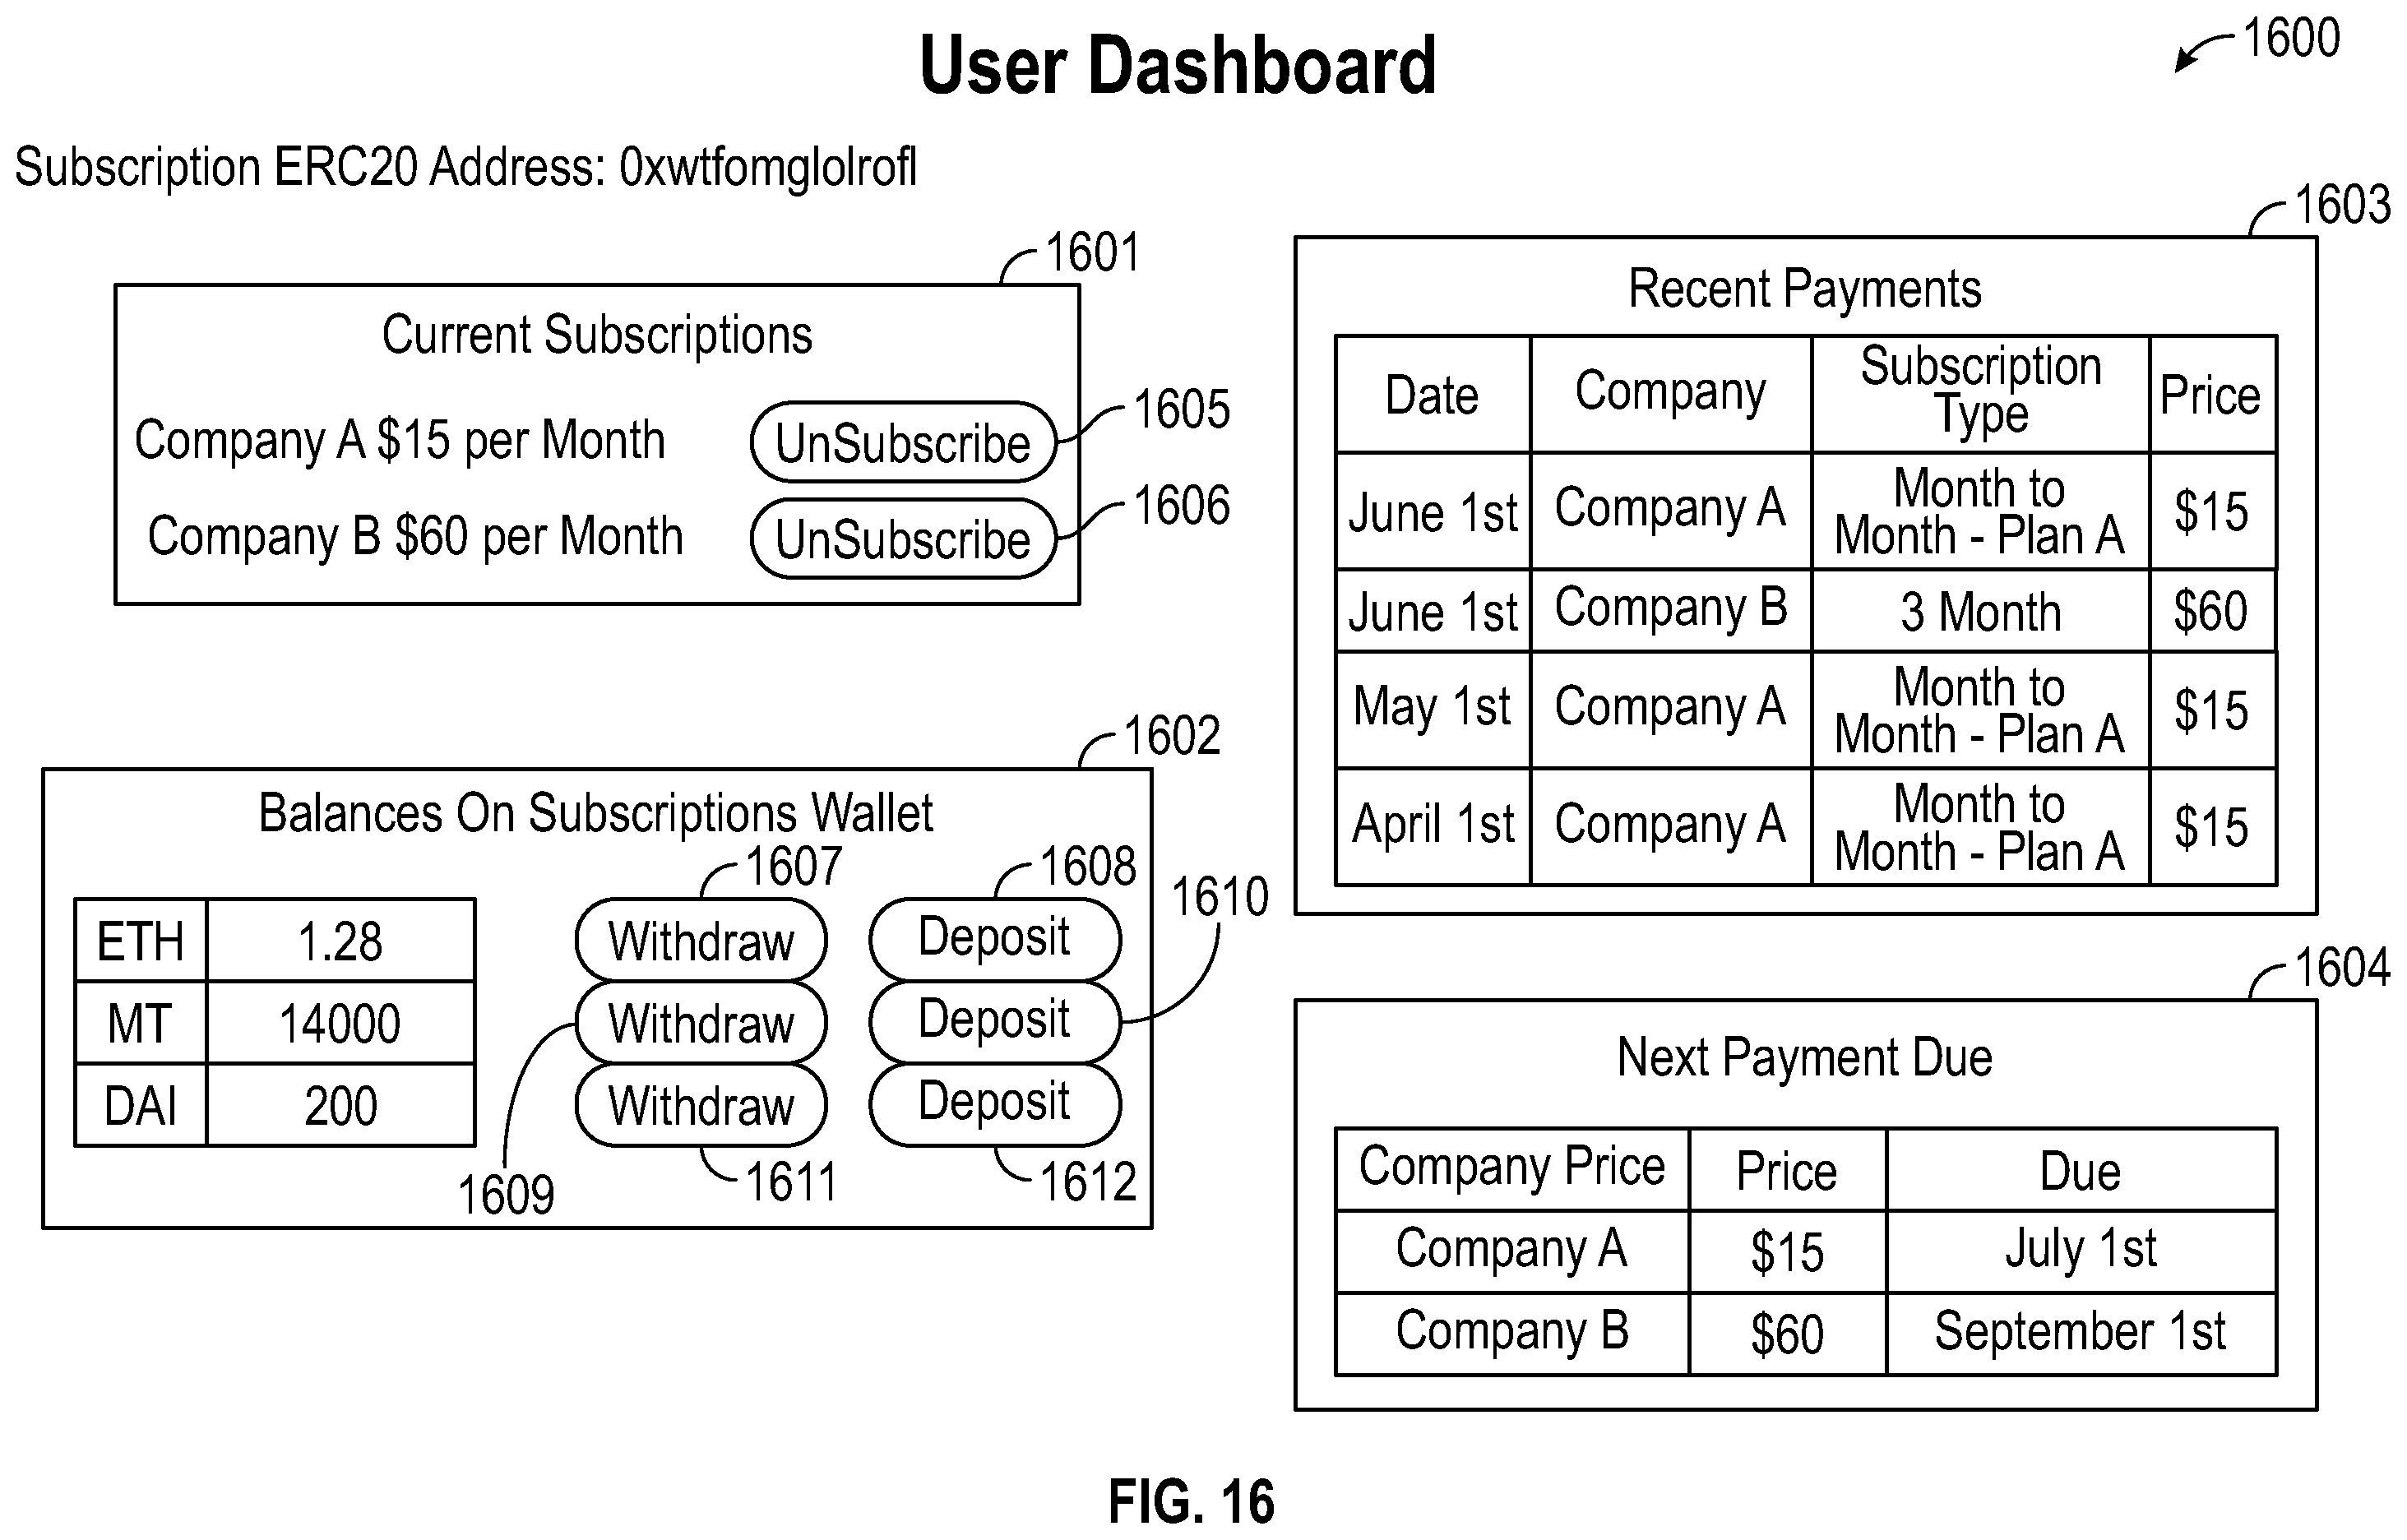 User Dashboard
1600
Subscription ERC20 Address: 0xwtfomglolrofl
1601
Current Subscriptions
Company A $15 per Month UnSubscribe 1605
Company B $60 per Month UnSubscribe 1606
1602
Balances On Subscriptions Wallet
1607 1608 1610
ETH 1.28 Withdraw Deposit
MT 14000 Withdraw Deposit
DAI 200 Withdraw Deposit
1609 1611 1612
1603
Recent Payments
Date Company Subscription Type Price
June 1st Company A Month to Month - Plan A $15
June 1st Company B 3 Month $60
May 1st Company A Month to Month - Plan A $15
April 1st Company A Month to Month - Plan A $15
1604
Next Payment Due
Company Price Price Due
Company A $15 July 1st
Company B $60 September 1st
FIG. 16